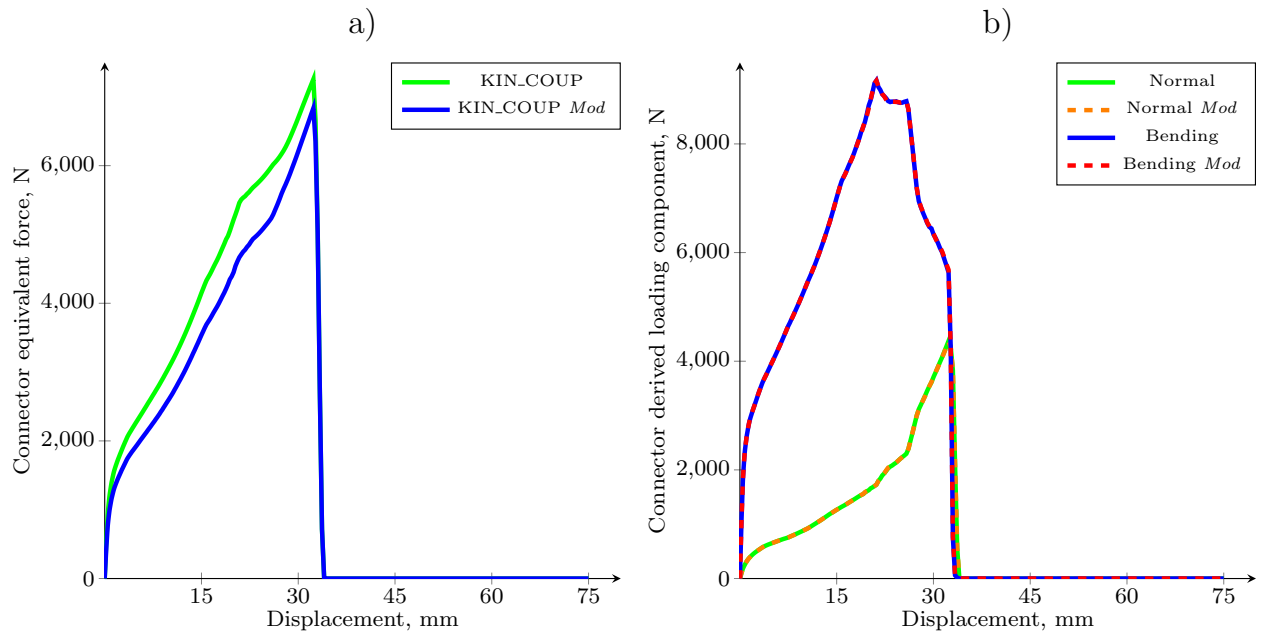 a)
KIN_COUP
KIN_COUP Mod
Connector equivalent force, N
6,000
4,000
2,000
0
15
30
45
60
75
Displacement, mm
b)
Normal
Normal Mod
Bending
Bending Mod
Connector derived loading component, N
8,000
6,000
4,000
2,000
0
15
30
45
60
75
Displacement, mm